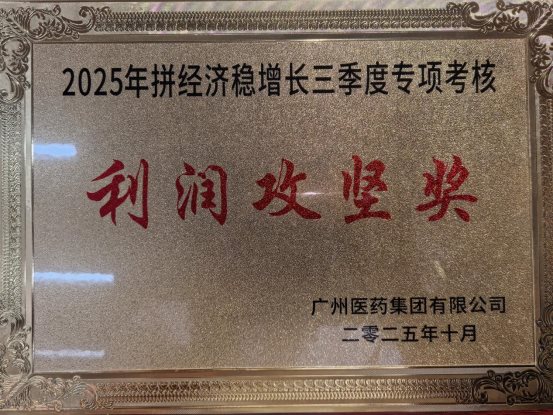 2025年拼经济稳增长三季度专项考核
利润攻坚奖
广州医药集团有限公司
二零二五年十月